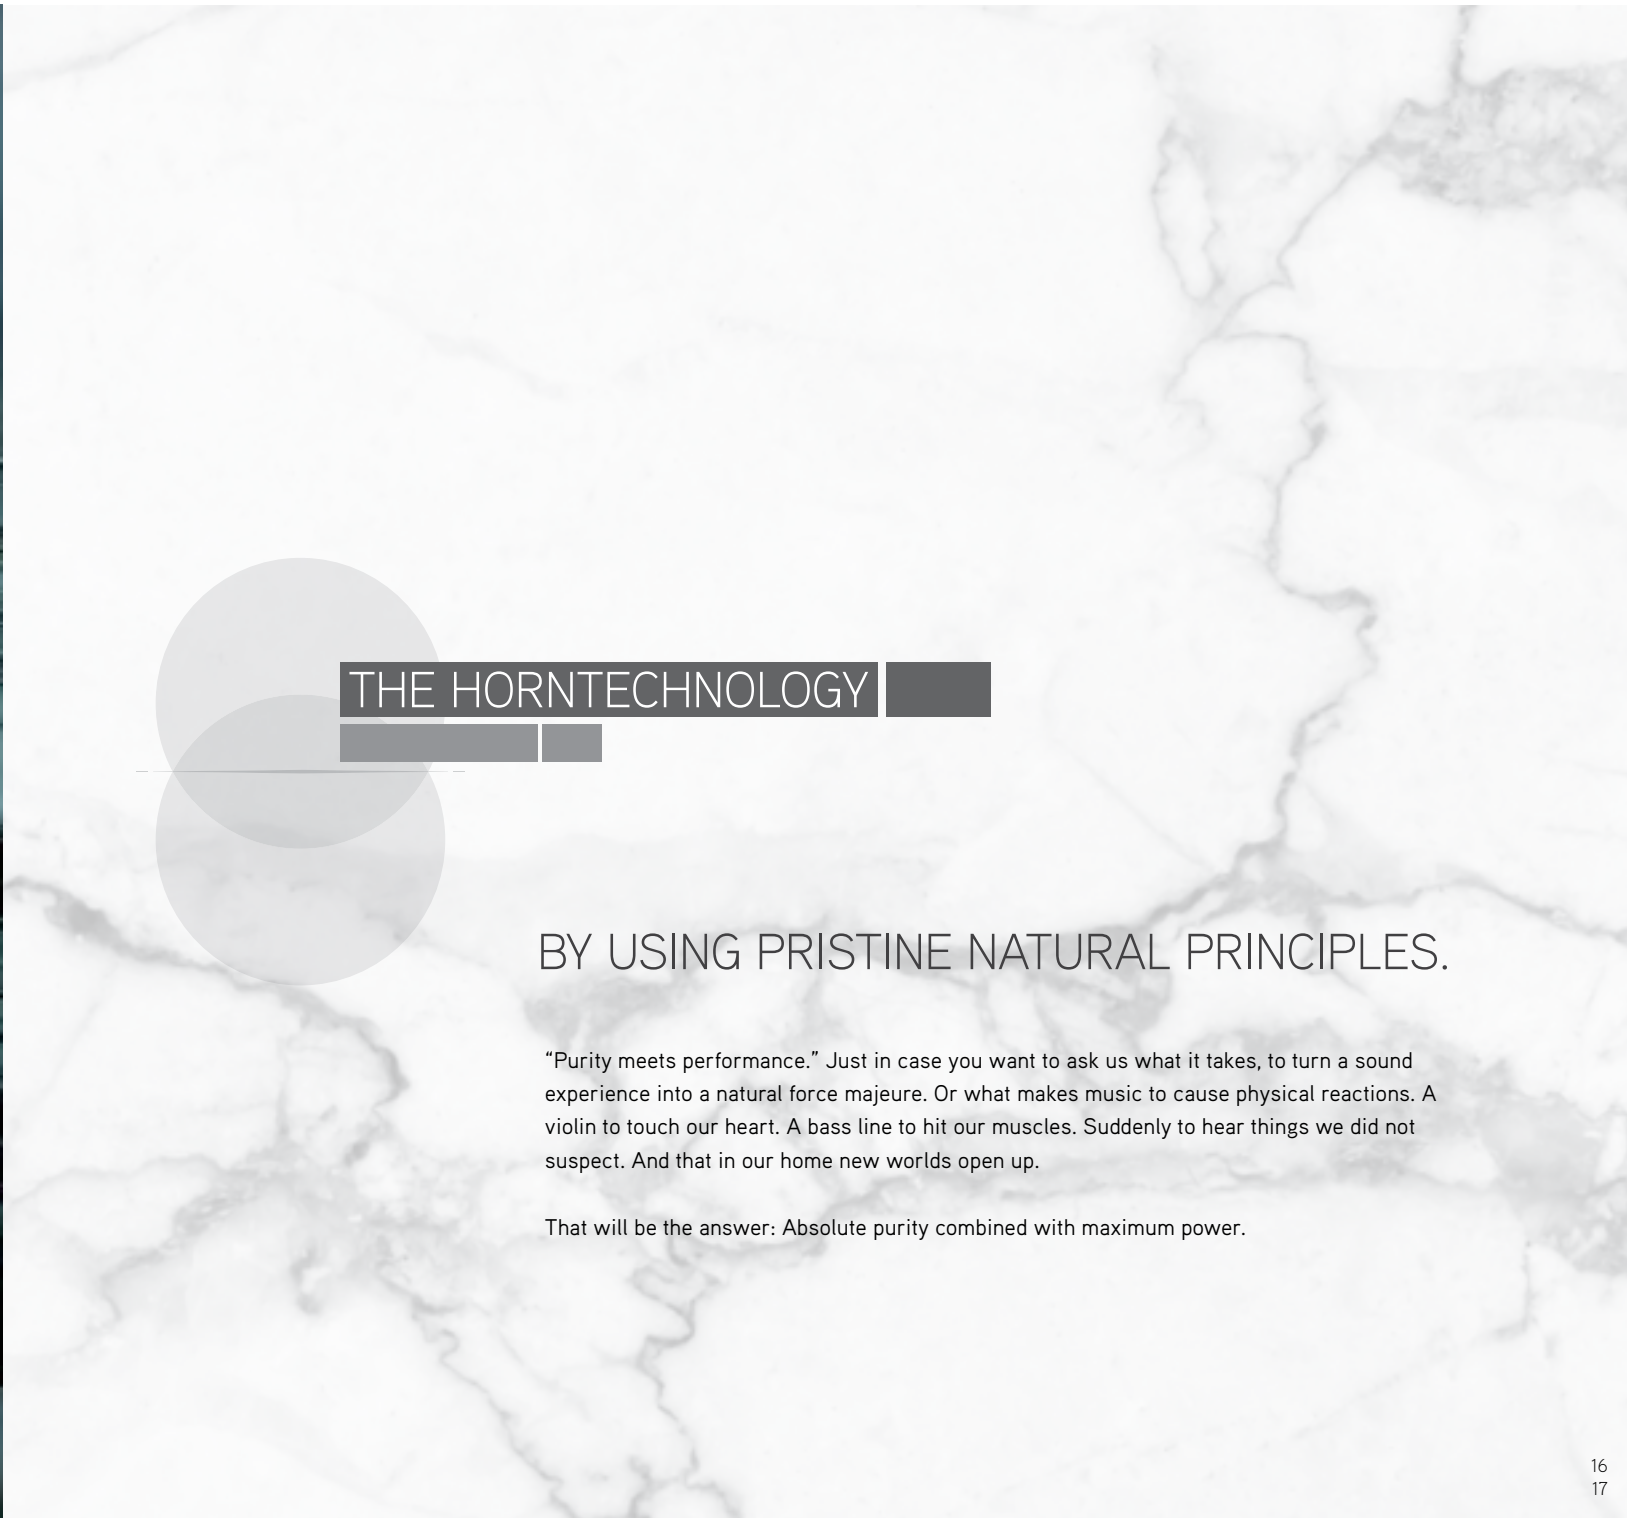 THE HORNTECHNOLOGY
BY USING PRISTINE NATURAL PRINCIPLES.
“Purity meets performance.” Just in case you want to ask us what it takes, to turn a sound
experience into a natural force majeure. Or what makes music to cause physical reactions. A
violin to touch our heart. A bass line to hit our muscles. Suddenly to hear things we did not
suspect. And that in our home new worlds open up.
That will be the answer: Absolute purity combined with maximum power.
16
17